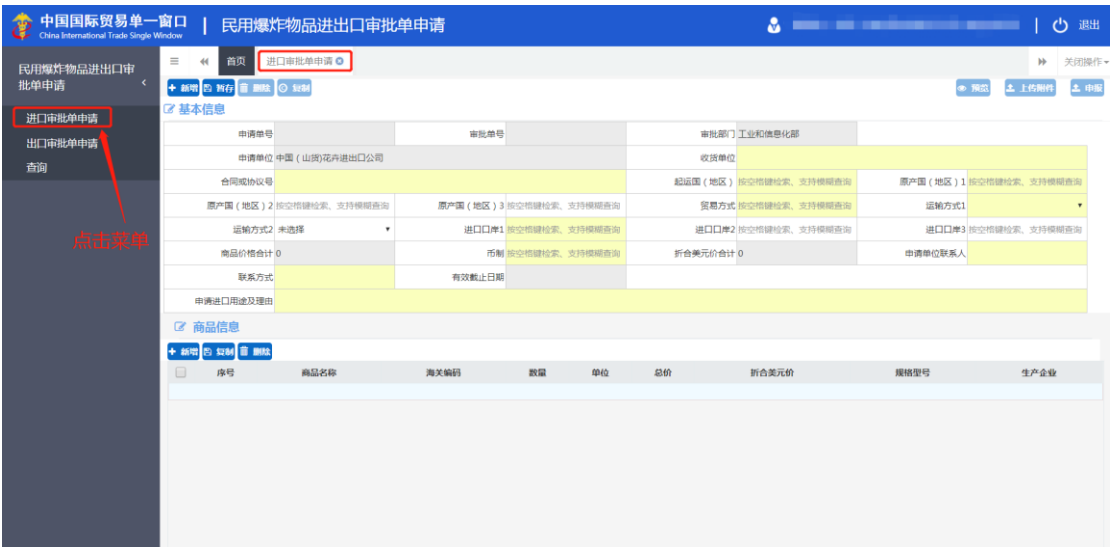 中国国际贸易单一窗口 | 民用爆炸物品进出口审批单申请 | 退出
China International Trade Single Window
民用爆炸物品进出口审批单申请
进口审批单申请
出口审批单申请
查询
点击菜单
首页 进口审批单申请 关闭操作
新增 暂存 删除 复制 预览 上传附件 申报
基本信息
申请单号 审批单号 审批部门 工业和信息化部
申请单位 中国(山货)花卉进出口公司 收货单位
合同或协议号 起运国(地区) 按空格键检索、支持模糊查询 原产国(地区)1 按空格键检索、支持模糊查询
原产国(地区)2 按空格键检索、支持模糊查询 原产国(地区)3 按空格键检索、支持模糊查询 贸易方式 按空格键检索、支持模糊查询 运输方式1
运输方式2 未选择 进口口岸1 按空格键检索、支持模糊查询 进口口岸2 按空格键检索、支持模糊查询 进口口岸3 按空格键检索、支持模糊查询
商品价格合计 0 币制 按空格键检索、支持模糊查询 折合美元价合计 0 申请单位联系人
联系方式 有效截止日期
申请进口用途及理由
商品信息
新增 复制 删除
序号 商品名称 海关编码 数量 单位 总价 折合美元价 规格型号 生产企业